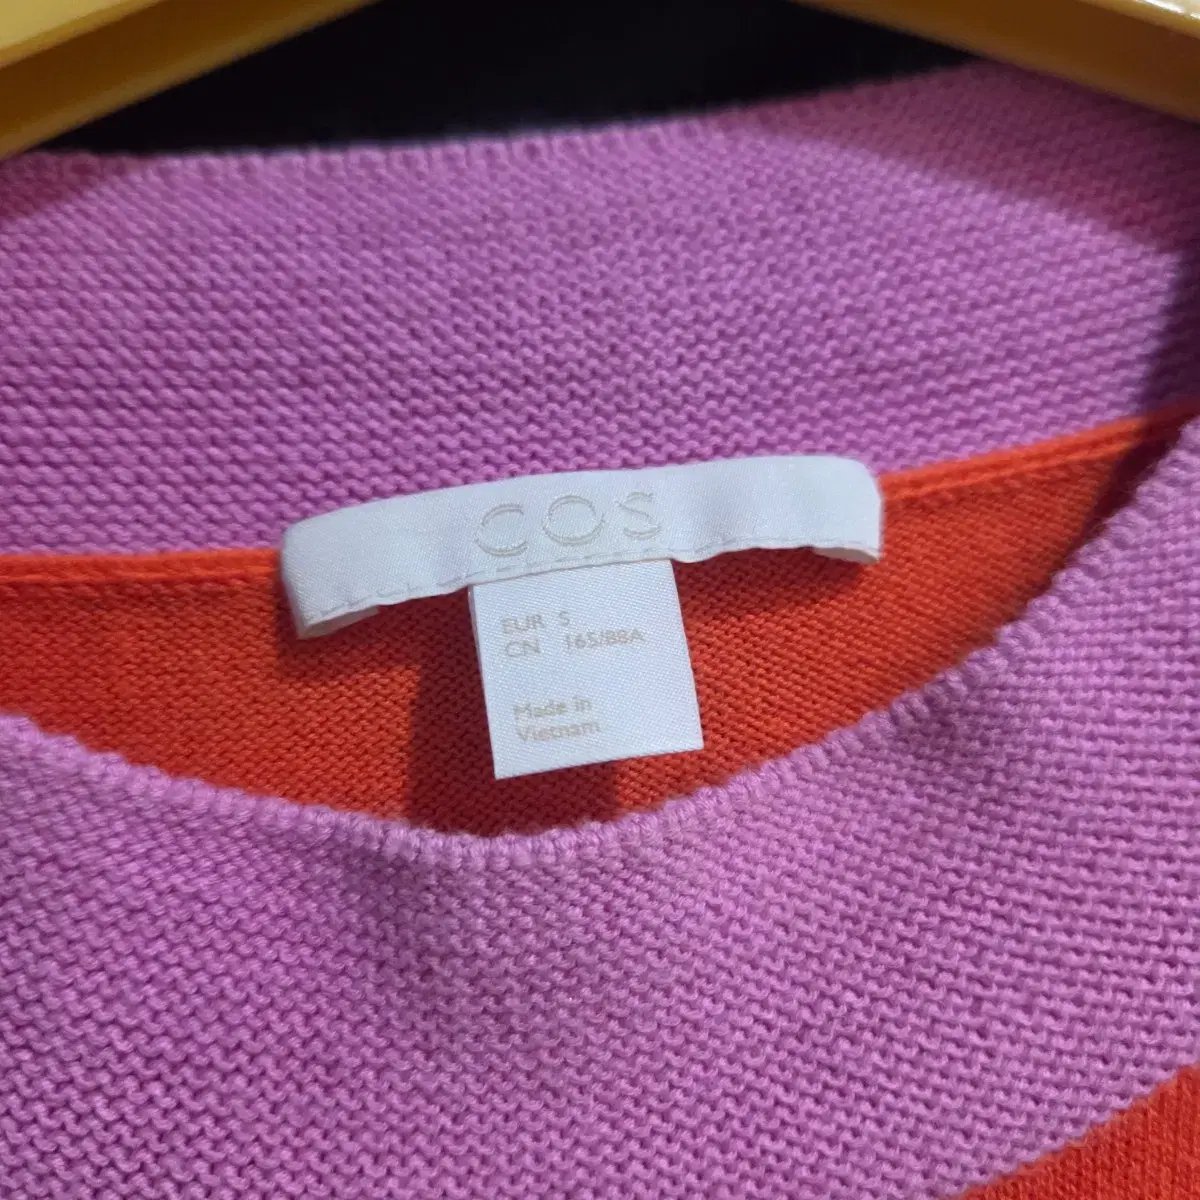 COS
EUR S
CN 165/88A
Made in
Vietnam